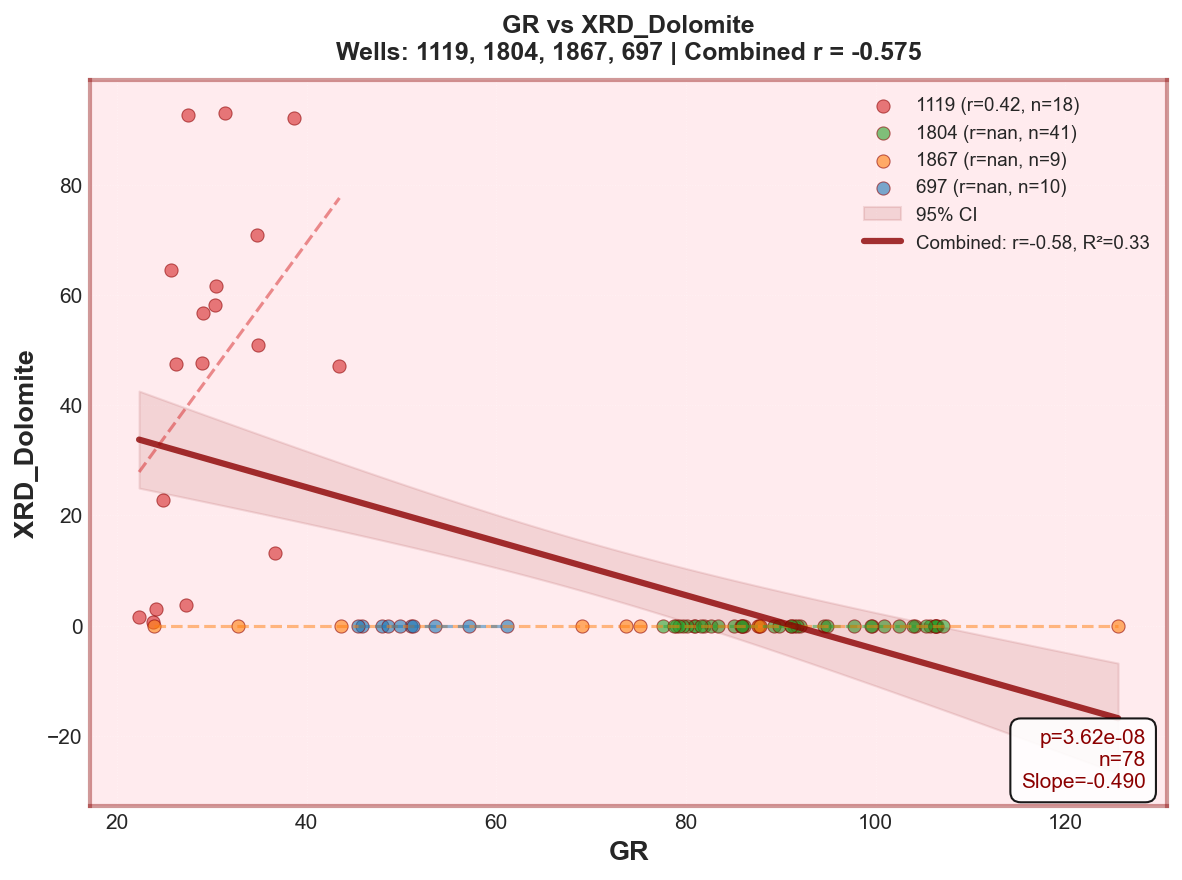 GR vs XRD_Dolomite
Wells: 1119, 1804, 1867, 697 | Combined r = -0.575
1119 (r=0.42, n=18)
1804 (r=nan, n=41)
1867 (r=nan, n=9)
697 (r=nan, n=10)
95% CI
Combined: r=-0.58, R²=0.33
XRD_Dolomite
80
60
40
20
0
−20
p=3.62e-08
n=78
Slope=-0.490
20 40 60 80 100 120
GR